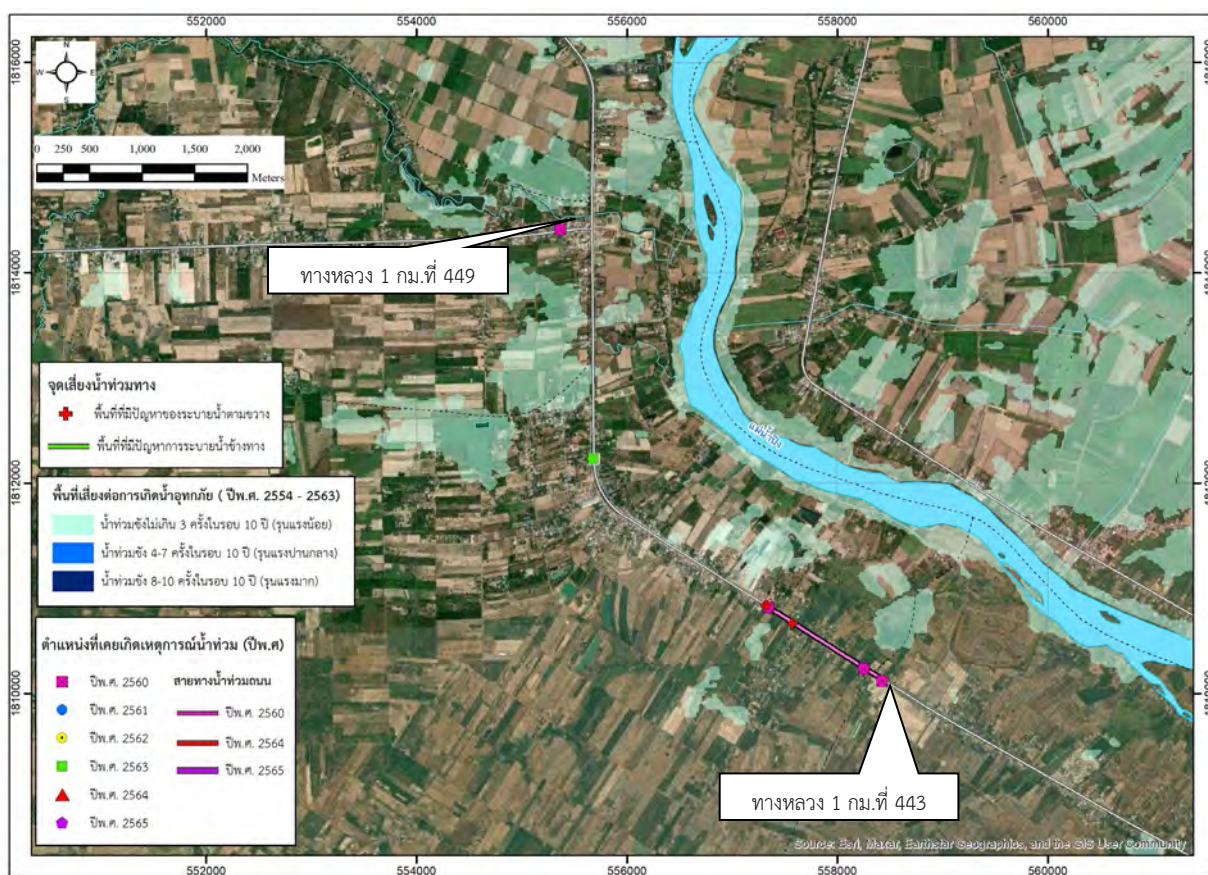 552000 554000 556000 558000 560000
1816000
1816000
N
W E
S
0 250 500 1,000 1,500 2,000
Meters
ทางหลวง 1 กม.ที่ 449
1814000
1814000
จุดเสี่ยงน้ำท่วมทาง
พื้นที่ที่มีปัญหาของระบายน้ำตามขวาง
พื้นที่ที่มีปัญหาการระบายน้ำข้างทาง
แม่น้ำปิง
1812000
1812000
พื้นที่เสี่ยงต่อการเกิดน้ำอุทกภัย ( ปีพ.ศ. 2554 - 2563)
น้ำท่วมขังไม่เกิน 3 ครั้งในรอบ 10 ปี (รุนแรงน้อย)
น้ำท่วมขัง 4-7 ครั้งในรอบ 10 ปี (รุนแรงปานกลาง)
น้ำท่วมขัง 8-10 ครั้งในรอบ 10 ปี (รุนแรงมาก)
ตำแหน่งที่เคยเกิดเหตุการณ์น้ำท่วม (ปีพ.ศ)
ปีพ.ศ. 2560 สายทางน้ำท่วมถนน
ปีพ.ศ. 2561 ปีพ.ศ. 2560
ปีพ.ศ. 2562
ปีพ.ศ. 2563 ปีพ.ศ. 2564
ปีพ.ศ. 2564 ปีพ.ศ. 2565
ปีพ.ศ. 2565
1810000
1810000
ทางหลวง 1 กม.ที่ 443
Source: Esri, Maxar, Earthstar Geographics, and the GIS User Community
552000 554000 556000 558000 560000